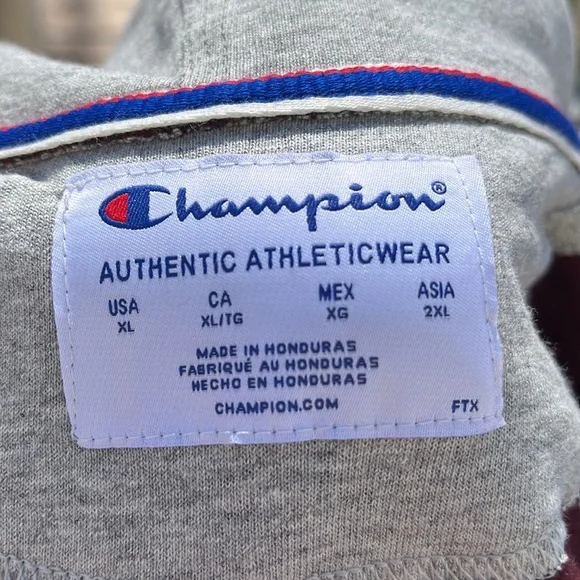 Champion®
AUTHENTIC ATHLETICWEAR
USA CA MEX ASIA
XL XL/TG XG 2XL
MADE IN HONDURAS
FABRIQUÉ AU HONDURAS
HECHO EN HONDURAS
CHAMPION.COM
FTX